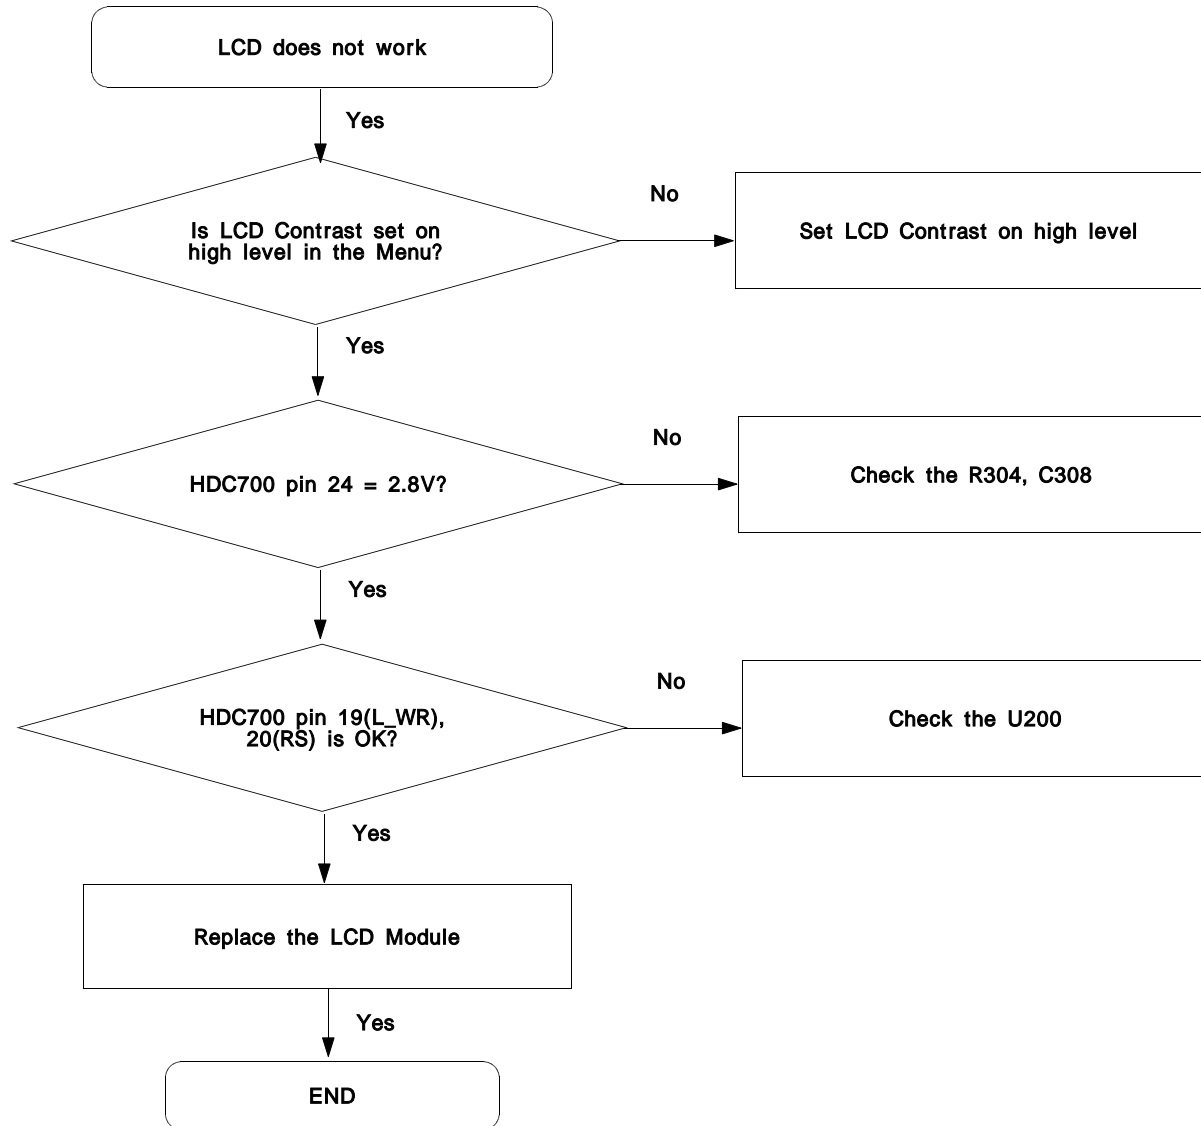 LCD does not work
Yes
Is LCD Contrast set on
high level in the Menu?
No
Set LCD Contrast on high level
Yes
HDC700 pin 24 = 2.8V?
No
Check the R304, C308
Yes
HDC700 pin 19(L_WR),
20(RS) is OK?
No
Check the U200
Yes
Replace the LCD Module
Yes
END